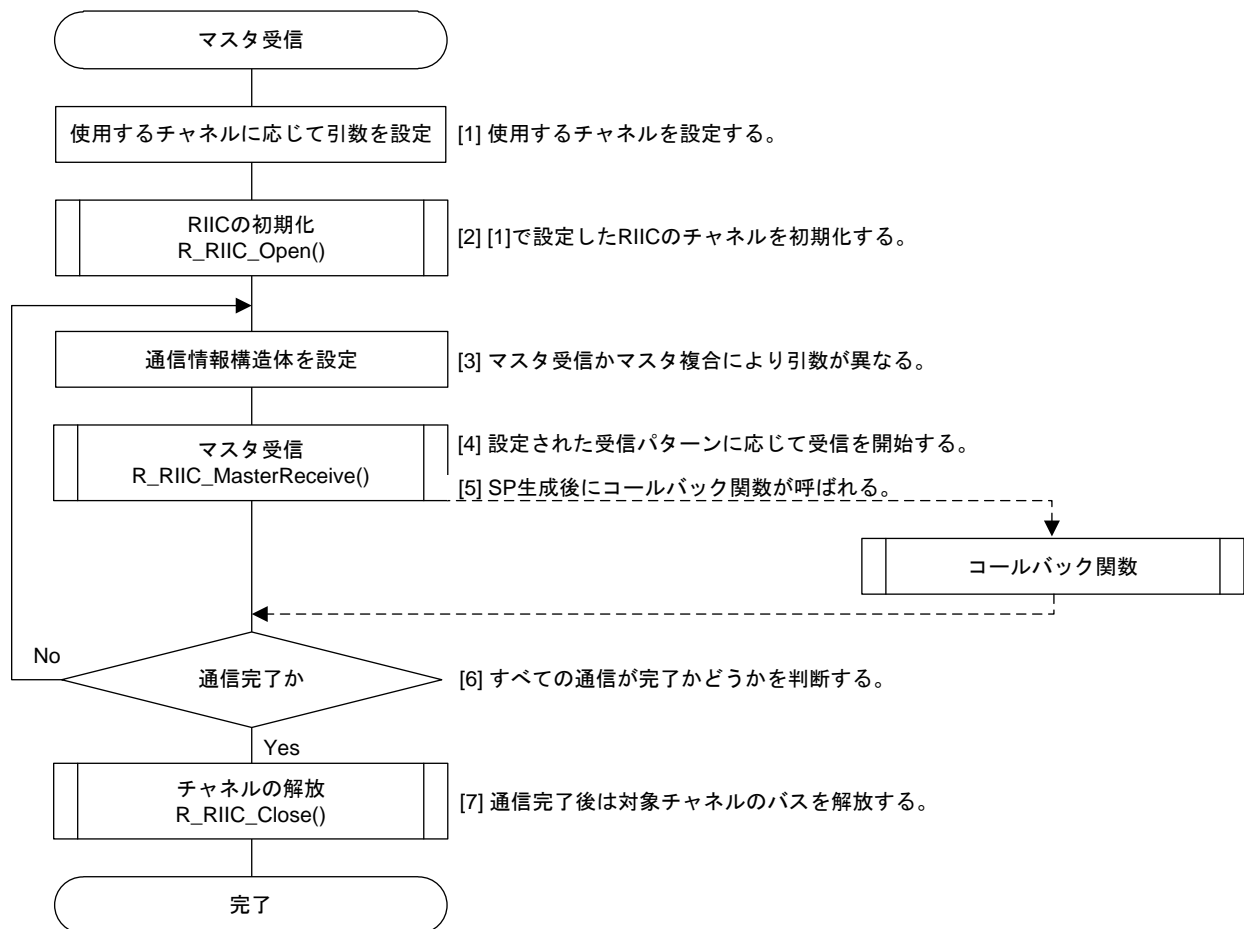 マスタ受信
使用するチャネルに応じて引数を設定
[1] 使用するチャネルを設定する。
RIICの初期化
R_RIIC_Open()
[2] [1]で設定したRIICのチャネルを初期化する。
通信情報構造体を設定
[3] マスタ受信かマスタ複合により引数が異なる。
マスタ受信
R_RIIC_MasterReceive()
[4] 設定された受信パターンに応じて受信を開始する。
[5] SP生成後にコールバック関数が呼ばれる。
コールバック関数
No
通信完了か
[6] すべての通信が完了かどうかを判断する。
Yes
チャネルの解放
R_RIIC_Close()
[7] 通信完了後は対象チャネルのバスを解放する。
完了